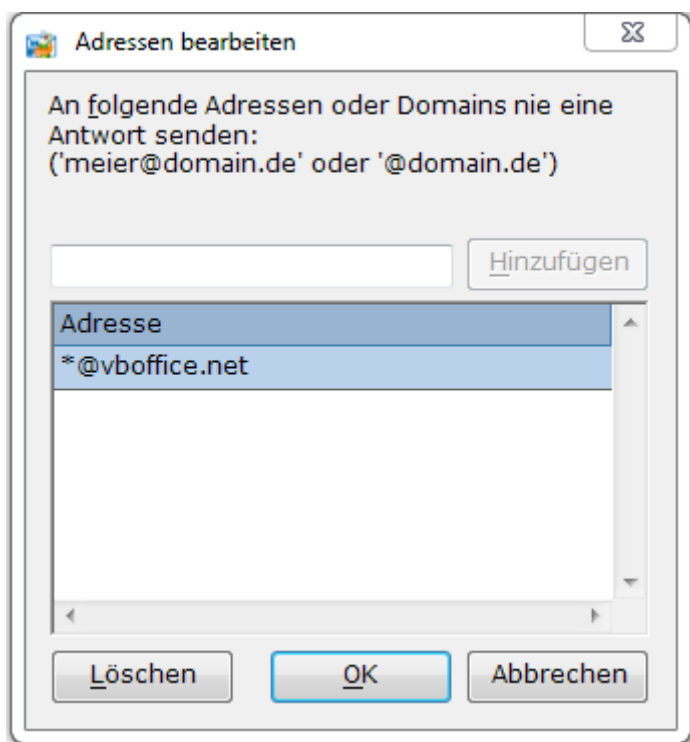 Adressen bearbeiten
An folgende Adressen oder Domains nie eine
Antwort senden:
('meier@domain.de' oder '@domain.de')
Hinzufügen
Adresse
*@vboffice.net
Löschen
OK
Abbrechen